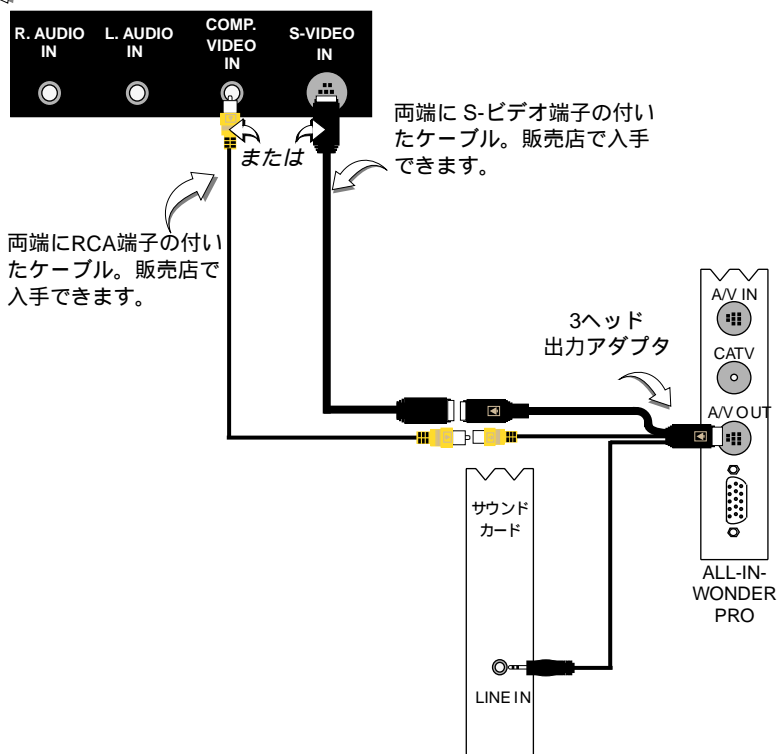 R. AUDIO
IN
L. AUDIO
IN
COMP.
VIDEO
IN
S-VIDEO
IN
または
両端に S-ビデオ端子の付い
たケーブル。販売店で入手
できます。
両端にRCA端子の付い
たケーブル。販売店で
入手できます。
3ヘッド
出力アダプタ
A/V IN
CATV
A/V OUT
サウンド
カード
ALL-IN-
WONDER
PRO
LINE IN